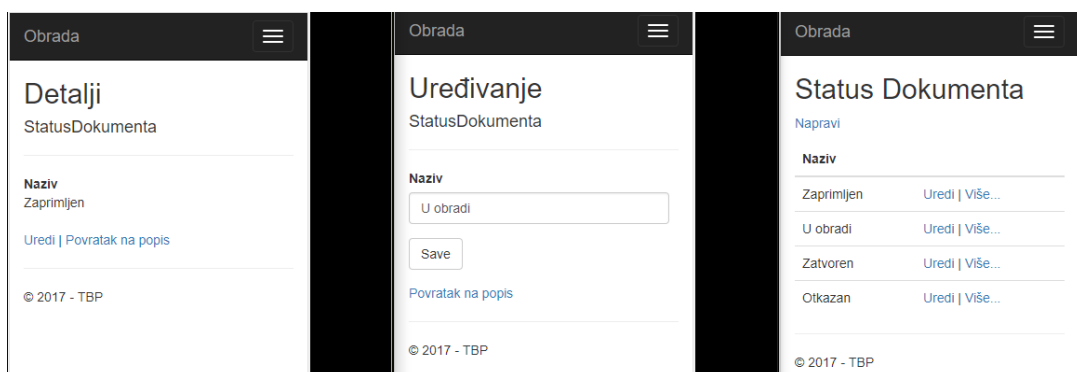 Obrada
Detalji
StatusDokumenta
Naziv
Zaprimljen
Uredi | Povratak na popis
© 2017 - TBP
Obrada
Uređivanje
StatusDokumenta
Naziv
U obradi
Save
Povratak na popis
© 2017 - TBP
Obrada
Status Dokumenta
Napravi
Naziv
Zaprimljen Uredi | Više...
U obradi Uredi | Više...
Zatvoren Uredi | Više...
Otkazan Uredi | Više...
© 2017 - TBP